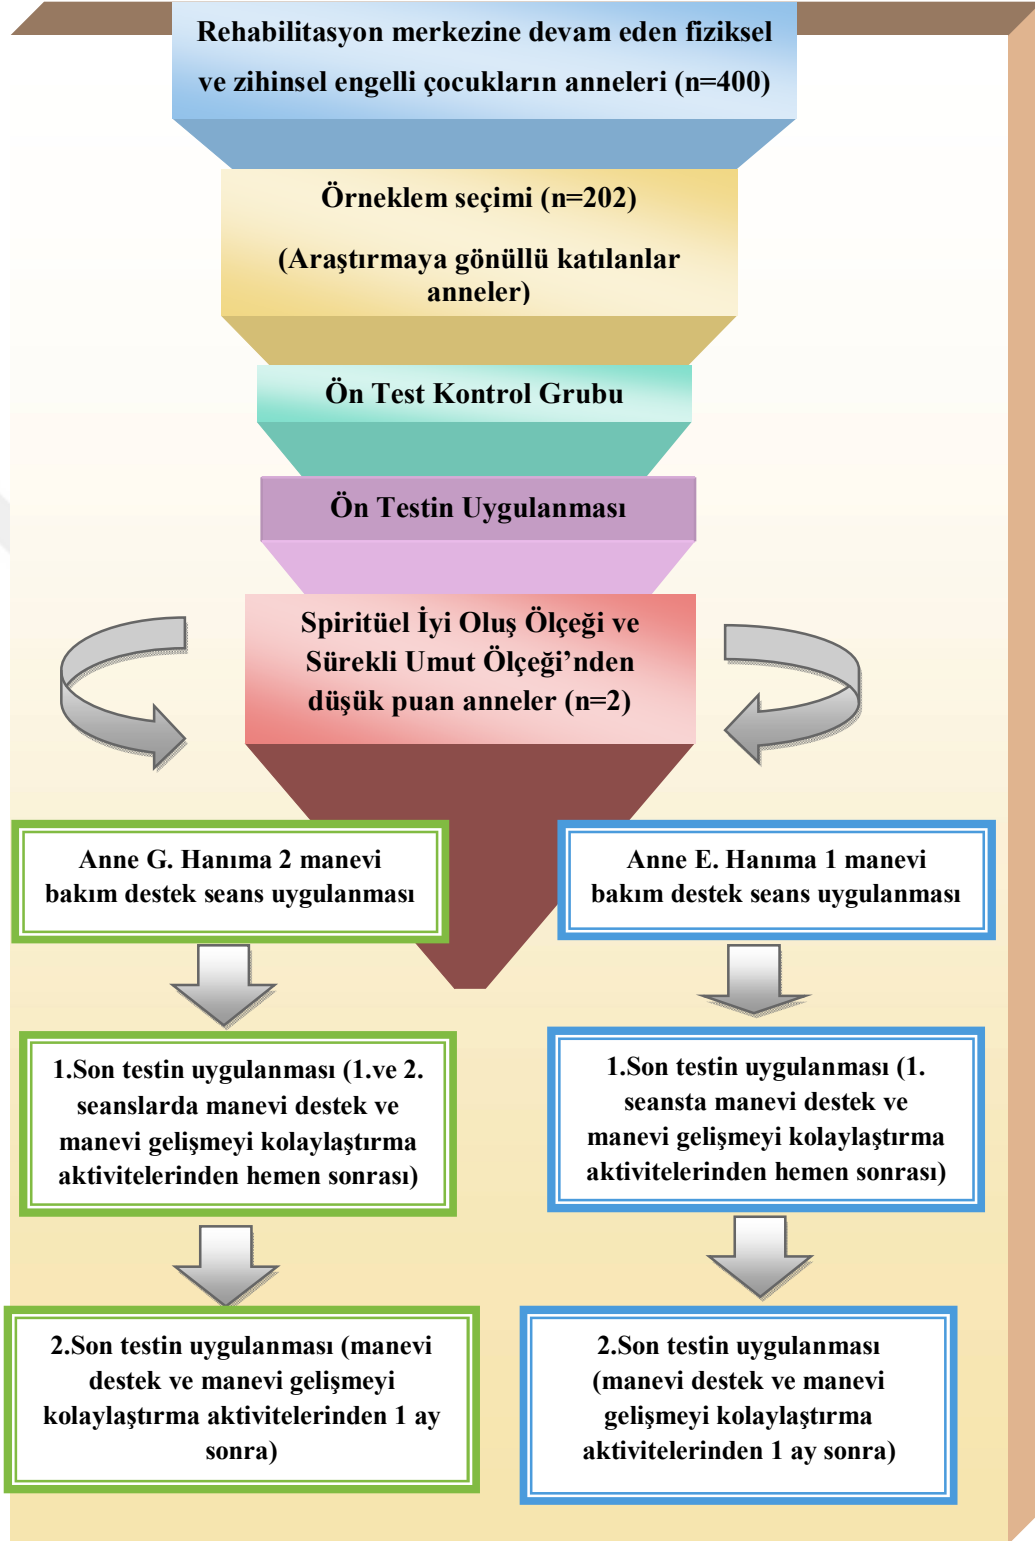 Rehabilitasyon merkezine devam eden fiziksel
ve zihinsel engelli çocukların anneleri (n=400)
Örneklem seçimi (n=202)
(Araştırmaya gönüllü katılanlar
anneler)
Ön Test Kontrol Grubu
Ön Testin Uygulanması
Spiritüel İyi Oluş Ölçeği ve
Sürekli Umut Ölçeği’nden
düşük puan anneler (n=2)
Anne G. Hanıma 2 manevi
bakım destek seans uygulanması
Anne E. Hanıma 1 manevi
bakım destek seans uygulanması
1.Son testin uygulanması (1.ve 2.
seanslarda manevi destek ve
manevi gelişmeyi kolaylaştırma
aktivitelerinden hemen sonrası)
1.Son testin uygulanması (1.
seansta manevi destek ve
manevi gelişmeyi kolaylaştırma
aktivitelerinden hemen sonrası)
2.Son testin uygulanması (manevi
destek ve manevi gelişmeyi
kolaylaştırma aktivitelerinden 1 ay
sonra)
2.Son testin uygulanması
(manevi destek ve manevi
gelişmeyi kolaylaştırma
aktivitelerinden 1 ay sonra)